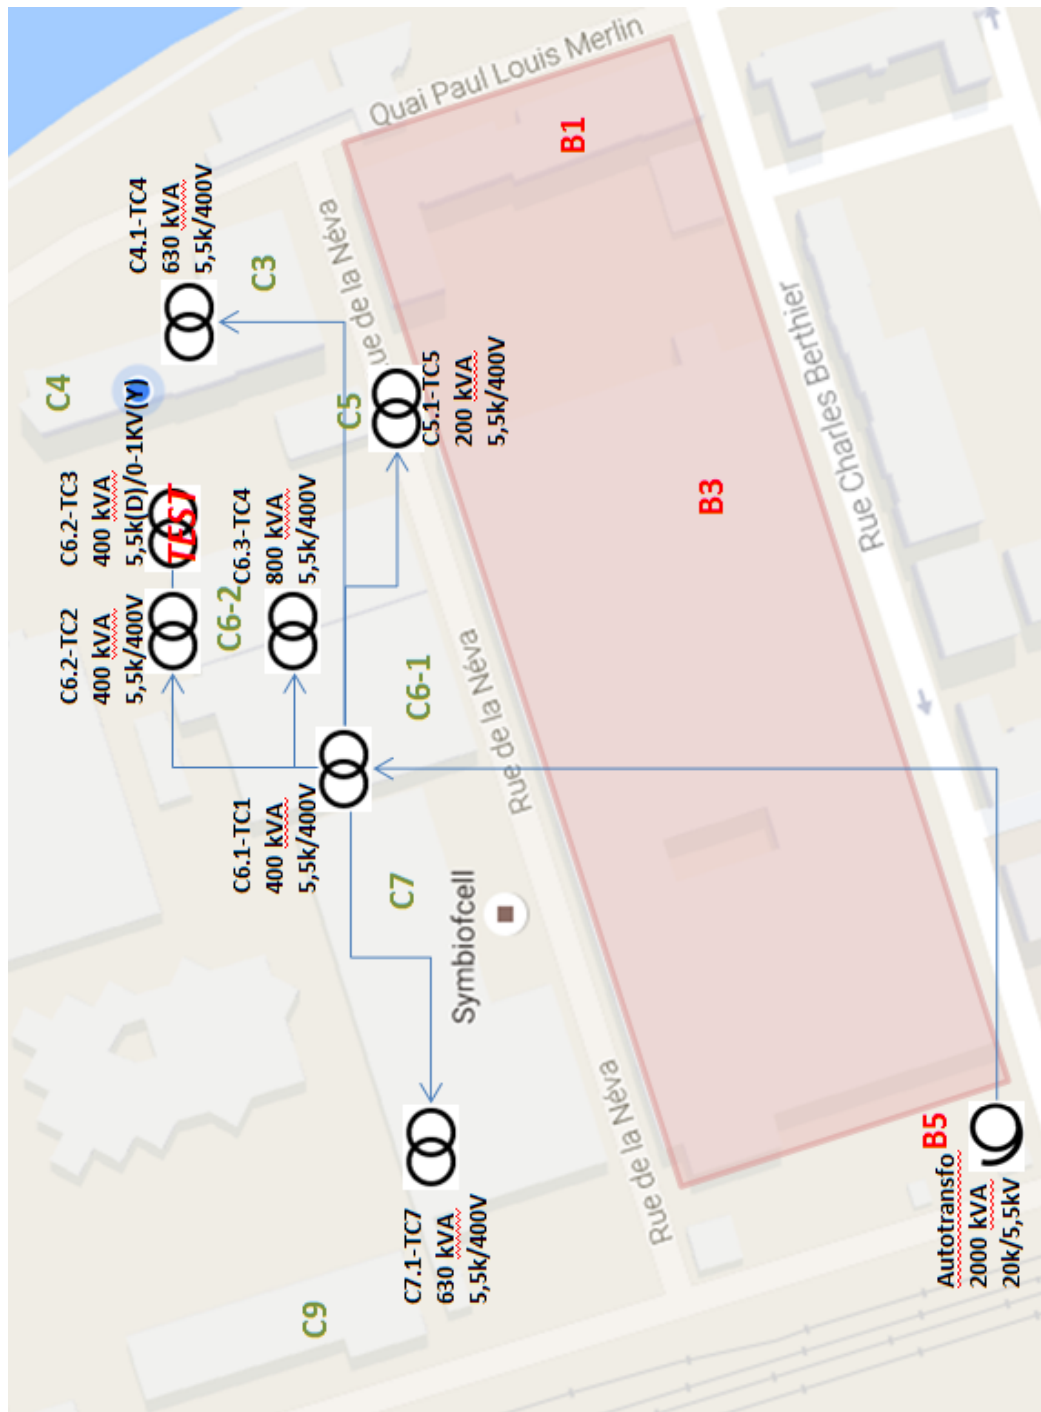 C4
C6.2-TC3
400 kVA
5,5k(D)/0-1KV(Y)
TEST
C6.2-TC2
400 kVA
5,5k/400V
C4.1-TC4
630 kVA
5,5k/400V
C3
C6-2
C6.3-TC4
800 kVA
5,5k/400V
C6.1-TC1
400 kVA
5,5k/400V
C9
C5
ue de la Néva
Quai Paul Louis Merlin
C7
C6-1
C7.1-TC7
630 kVA
5,5k/400V
C5.1-TC5
200 kVA
5,5k/400V
Symbiofcell
Rue de la Néva
Rue de la Néva
B1
B3
Rue Charles Berthier
B5
Autotransfo
2000 kVA
20k/5,5kV